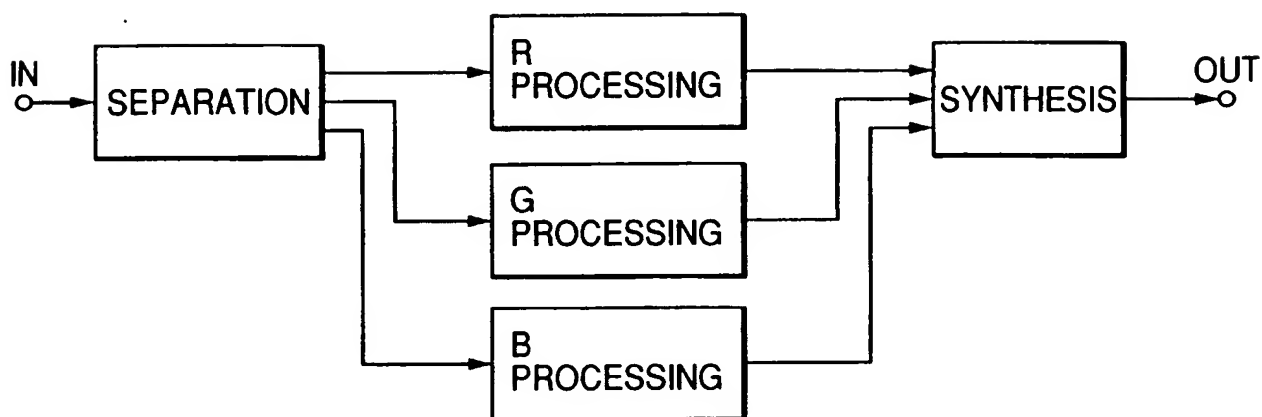 IN
SEPARATION
R
PROCESSING
G
PROCESSING
B
PROCESSING
SYNTHESIS
OUT